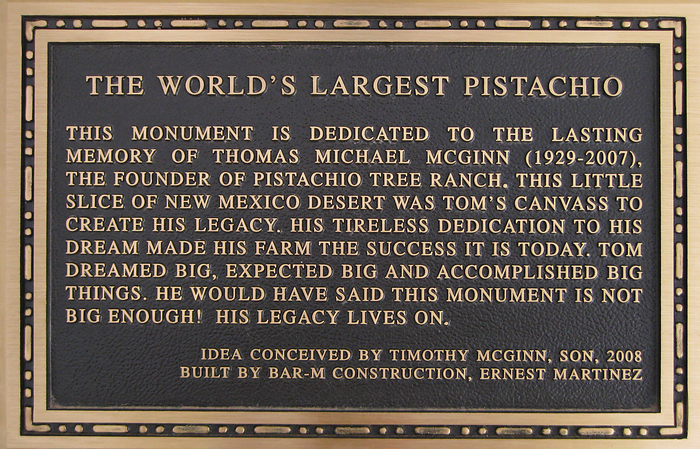 THE WORLD'S LARGEST PISTACHIO
THIS MONUMENT IS DEDICATED TO THE LASTING
MEMORY OF THOMAS MICHAEL MCGINN (1929-2007),
THE FOUNDER OF PISTACHIO TREE RANCH. THIS LITTLE
SLICE OF NEW MEXICO DESERT WAS TOM'S CANVASS TO
CREATE HIS LEGACY. HIS TIRELESS DEDICATION TO HIS
DREAM MADE HIS FARM THE SUCCESS IT IS TODAY. TOM
DREAMED BIG, EXPECTED BIG AND ACCOMPLISHED BIG
THINGS. HE WOULD HAVE SAID THIS MONUMENT IS NOT
BIG ENOUGH! HIS LEGACY LIVES ON.
IDEA CONCEIVED BY TIMOTHY MCGINN, SON, 2008
BUILT BY BAR-M CONSTRUCTION, ERNEST MARTINEZ